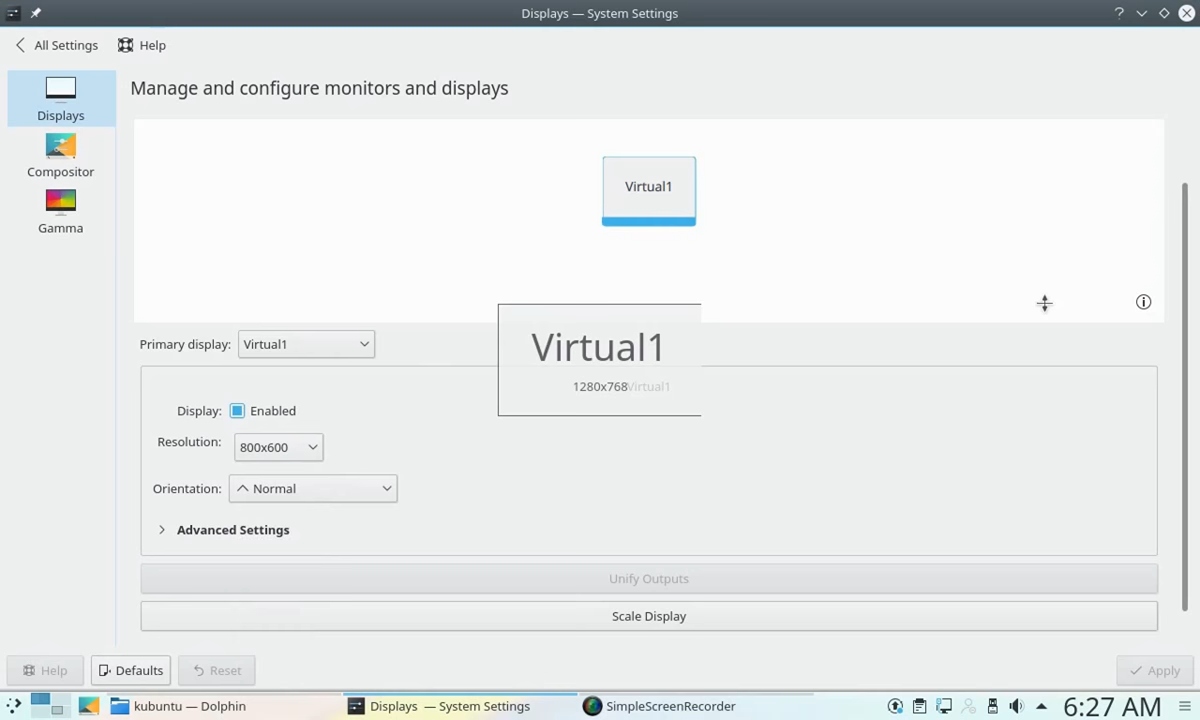 Displays — System Settings
?
All Settings
Help
Manage and configure monitors and displays
Displays
Compositor
Gamma
Virtual1
Primary display: Virtual1
Virtual1
1280x768 Virtual1
Display: Enabled
Resolution: 800x600
Orientation: Normal
Advanced Settings
Unify Outputs
Scale Display
Help
Defaults
Reset
Apply
kubuntu — Dolphin
Displays — System Settings
SimpleScreenRecorder
6:27 AM